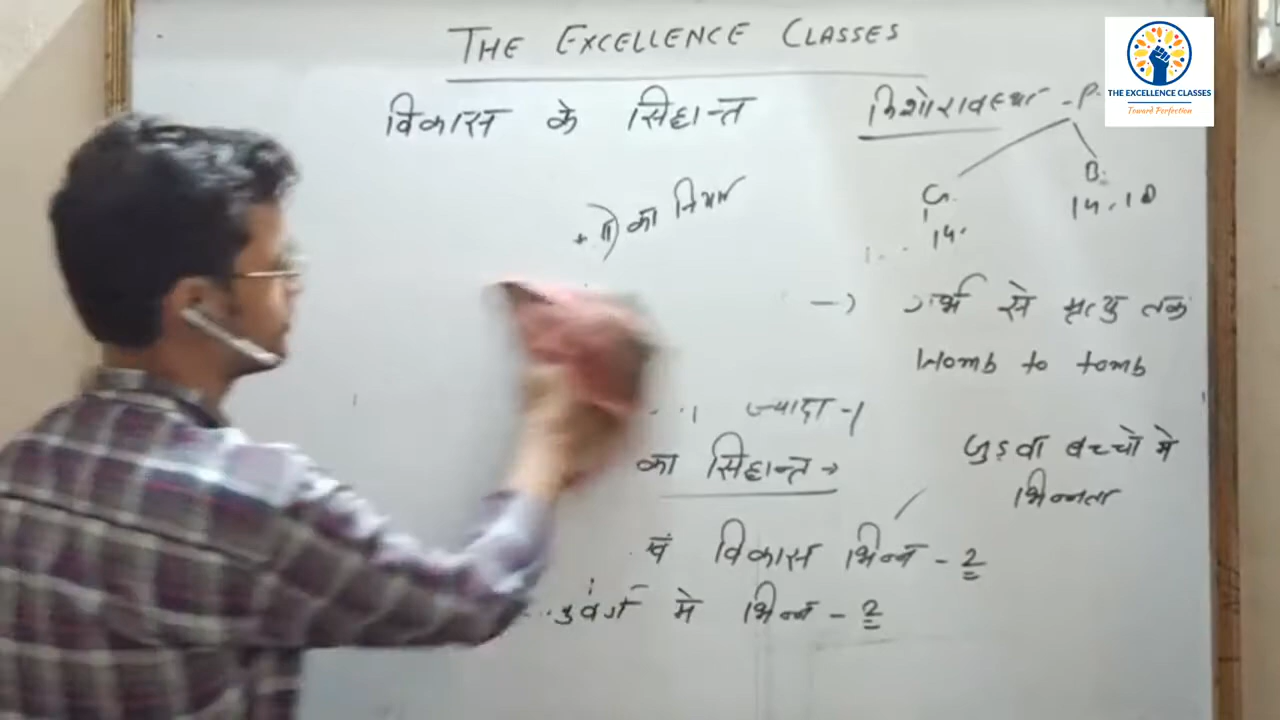 THE EXCELLENCE CLASSES
विकास के सिद्धान्त
किशोरावस्था - P.
G. B.
14. 14.18
का नियम
गर्भ से मृत्यु तक
Womb to tomb
ज्यादा -
का सिद्धान्त →
जुड़वा बच्चो मे
भिन्नता
एवं विकास भिन्न - 2
मे भिन्न - 2
THE EXCELLENCE CLASSES
Toward Perfection